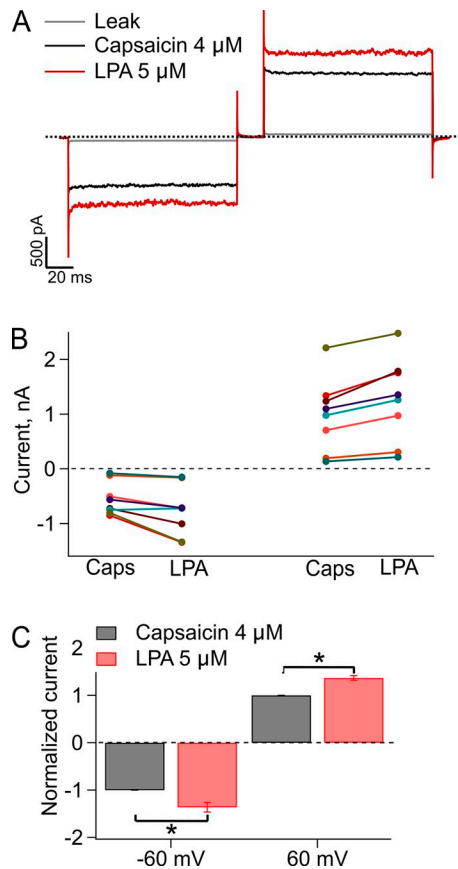 A
Leak
Capsaicin 4 µM
LPA 5 µM
500 pA
20 ms
B
Current, nA
2
1
0
-1
Caps LPA Caps LPA
C
Capsaicin 4 µM
LPA 5 µM
Normalized current
2
1
0
-1
-2
*
*
-60 mV 60 mV